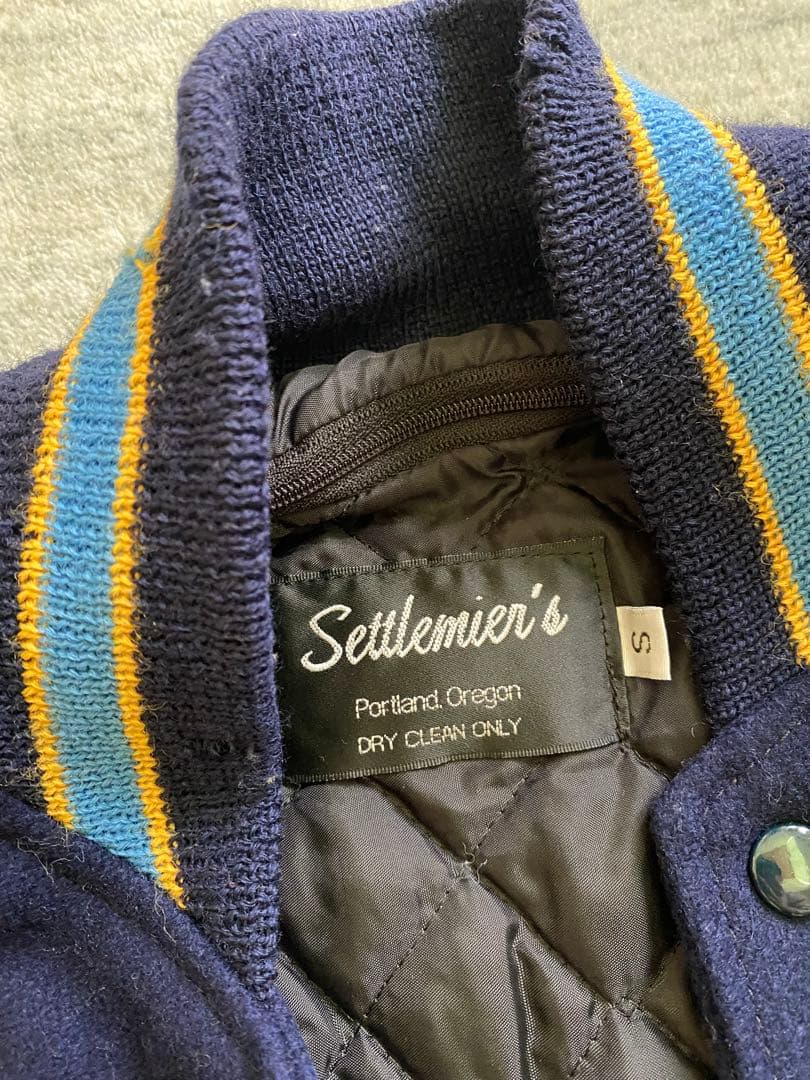 Settlemier's
Portland, Oregon
DRY CLEAN ONLY
S